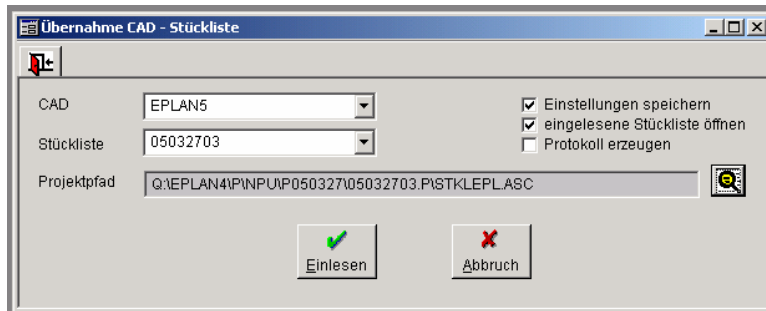 Übernahme CAD - Stückliste
CAD
EPLAN5
Einstellungen speichern
eingelesene Stückliste öffnen
Stückliste
05032703
Protokoll erzeugen
Projektpfad
Q:\EPLAN4\P\NPU\P050327\05032703.P\STKLEPL.ASC
Einlesen
Abbruch